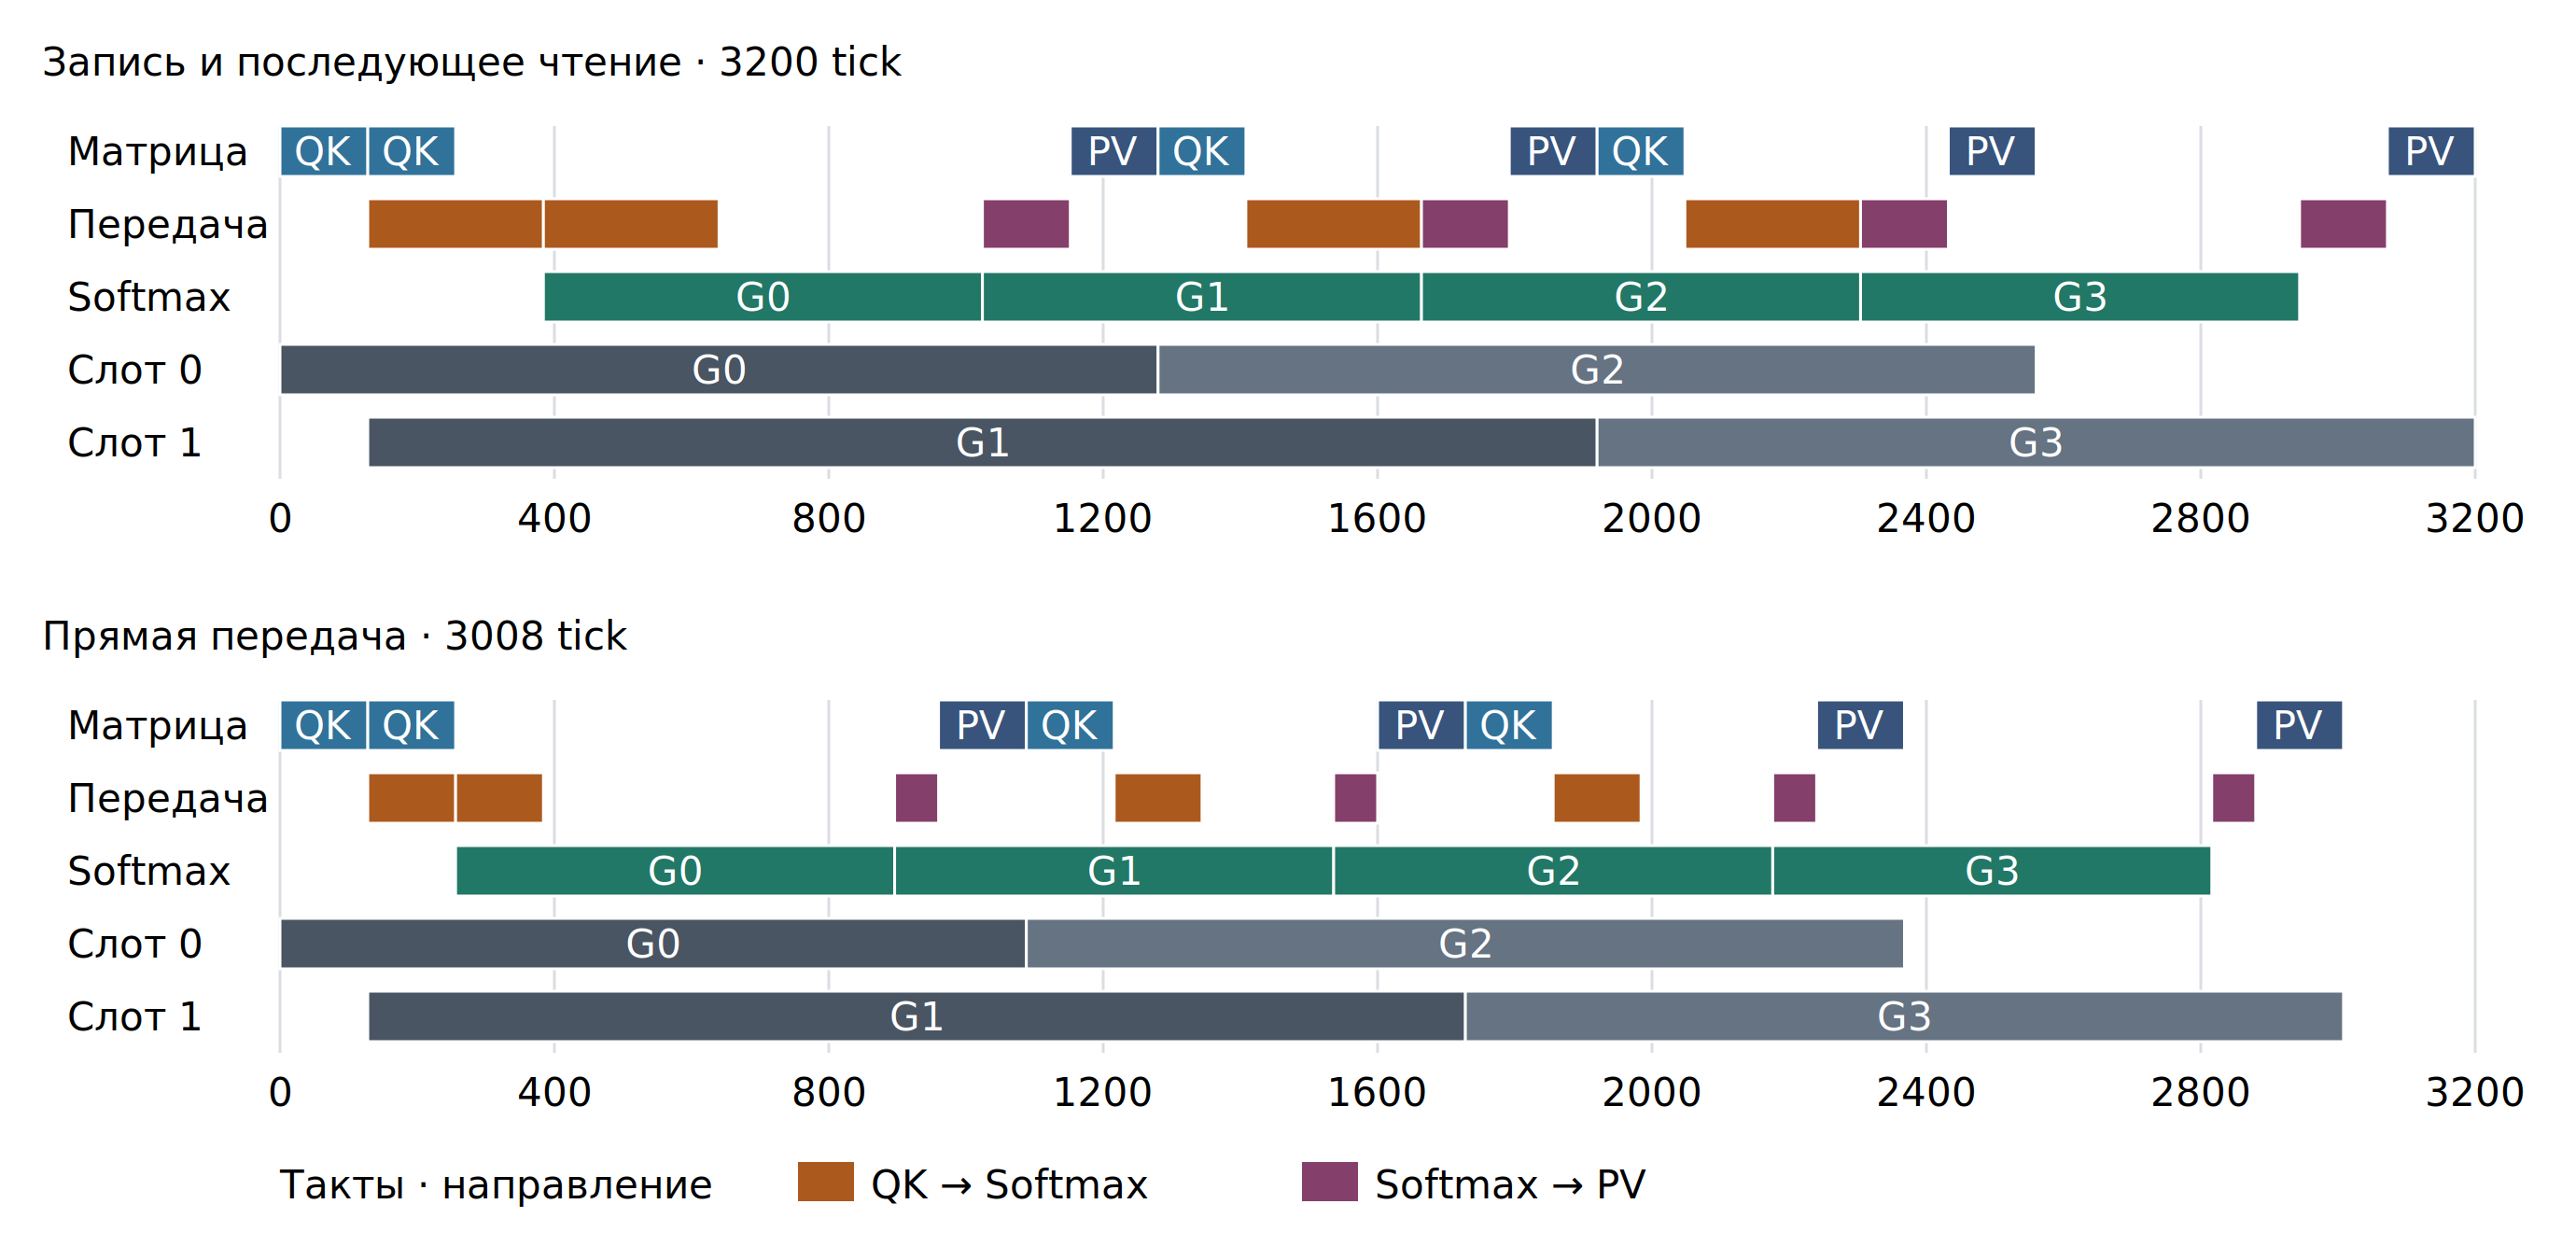 Запись и последующее чтение · 3200 tick
Матрица QK QK PV QK PV QK PV PV
Передача
Softmax G0 G1 G2 G3
Слот 0 G0 G2
Слот 1 G1 G3
0 400 800 1200 1600 2000 2400 2800 3200
Прямая передача · 3008 tick
Матрица QK QK PV QK PV QK PV PV
Передача
Softmax G0 G1 G2 G3
Слот 0 G0 G2
Слот 1 G1 G3
0 400 800 1200 1600 2000 2400 2800 3200
Такты · направление QK → Softmax Softmax → PV